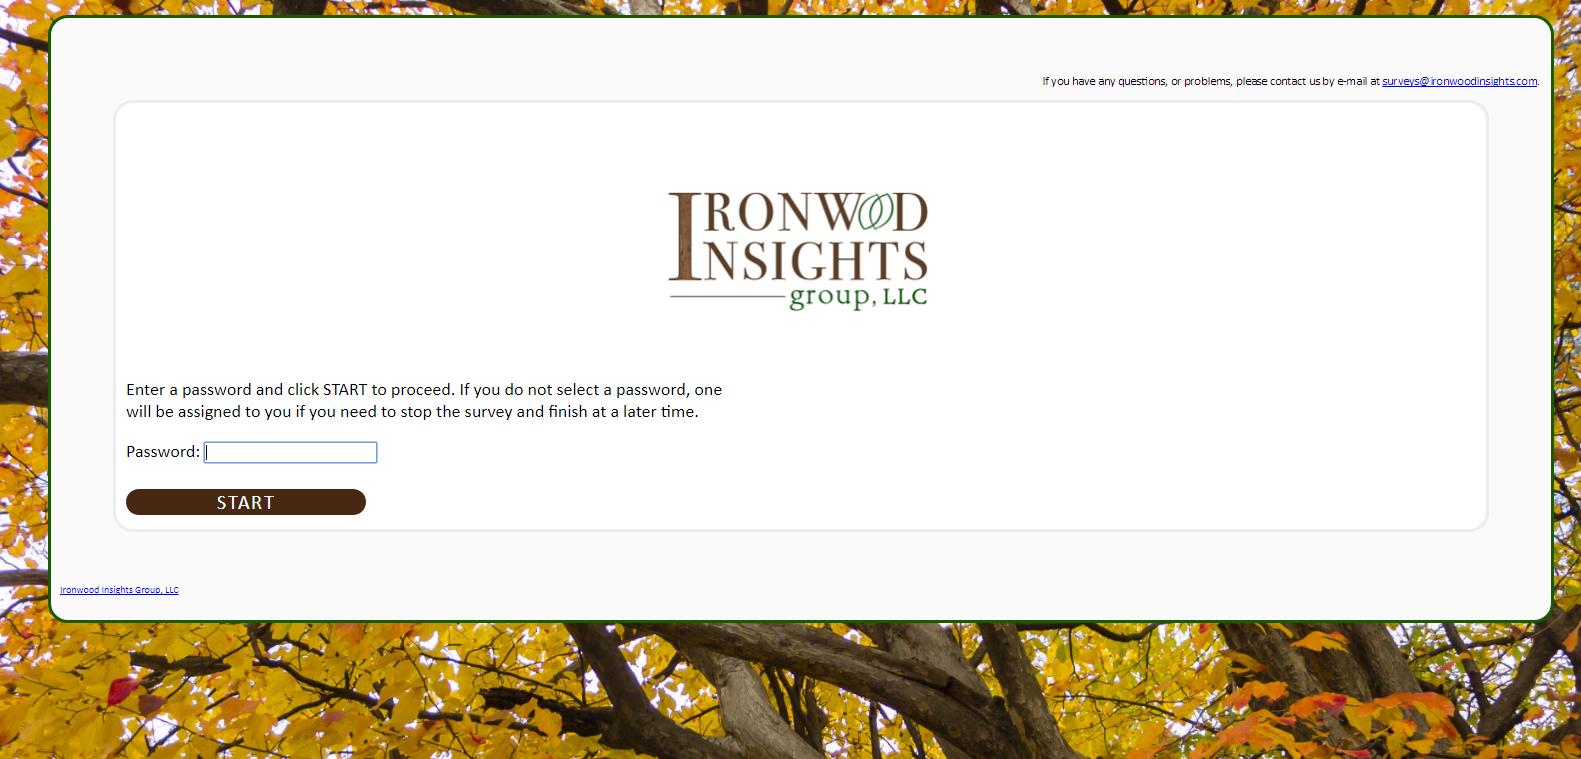 If you have any questions, or problems, please contact us by e-mail at surveys@ironwoodinsights.com.
IRONWOOD
INSIGHTS
group, LLC
Enter a password and click START to proceed. If you do not select a password, one
will be assigned to you if you need to stop the survey and finish at a later time.
Password:
START
Ironwood Insights Group, LLC